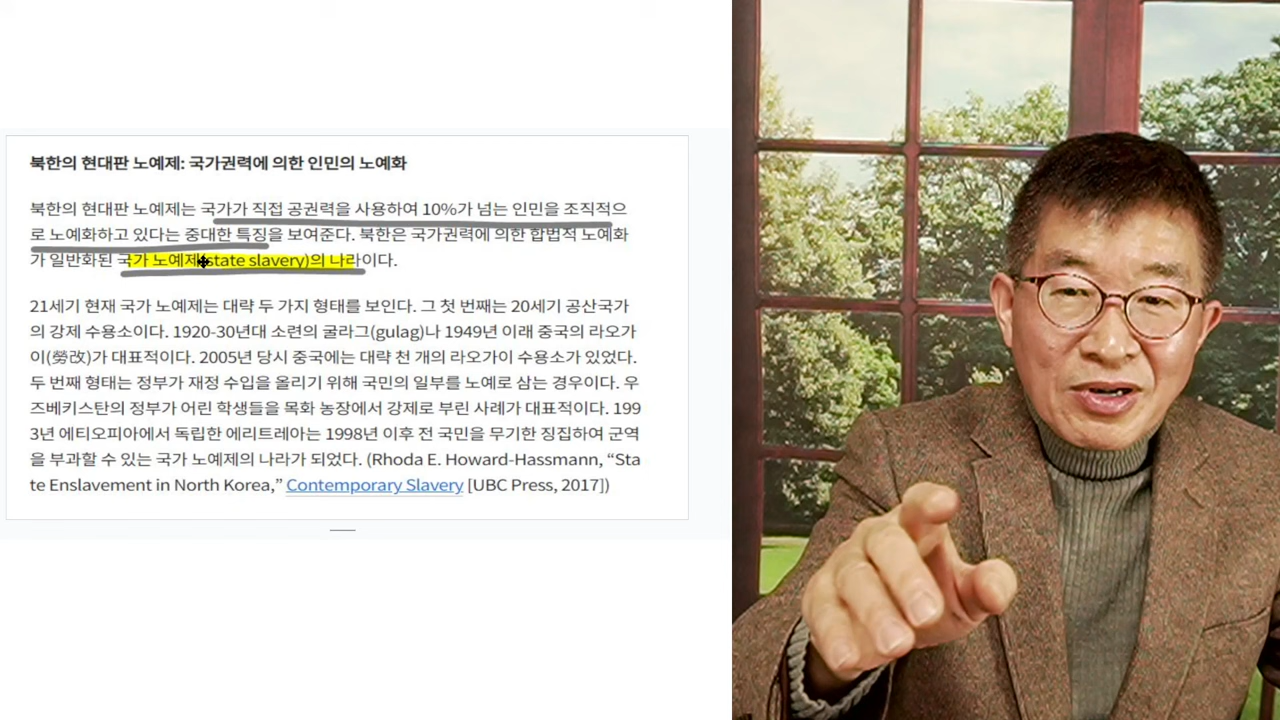 북한의 현대판 노예제: 국가권력에 의한 인민의 노예화
북한의 현대판 노예제는 국가가 직접 공권력을 사용하여 10%가 넘는 인민을 조직적으
로 노예화하고 있다는 중대한 특징을 보여준다. 북한은 국가권력에 의한 합법적 노예화
가 일반화된 국가 노예제(state slavery)의 나라이다.
21세기 현재 국가 노예제는 대략 두 가지 형태를 보인다. 그 첫 번째는 20세기 공산국가
의 강제 수용소이다. 1920-30년대 소련의 굴라그(gulag)나 1949년 이래 중국의 라오가
이(勞改)가 대표적이다. 2005년 당시 중국에는 대략 천 개의 라오가이 수용소가 있었다.
두 번째 형태는 정부가 재정 수입을 올리기 위해 국민의 일부를 노예로 삼는 경우이다. 우
즈베키스탄의 정부가 어린 학생들을 목화 농장에서 강제로 부린 사례가 대표적이다. 199
3년 에티오피아에서 독립한 에리트레아는 1998년 이후 전 국민을 무기한 징집하여 군역
을 부과할 수 있는 국가 노예제의 나라가 되었다. (Rhoda E. Howard-Hassmann, “Sta
te Enslavement in North Korea,” Contemporary Slavery [UBC Press, 2017])